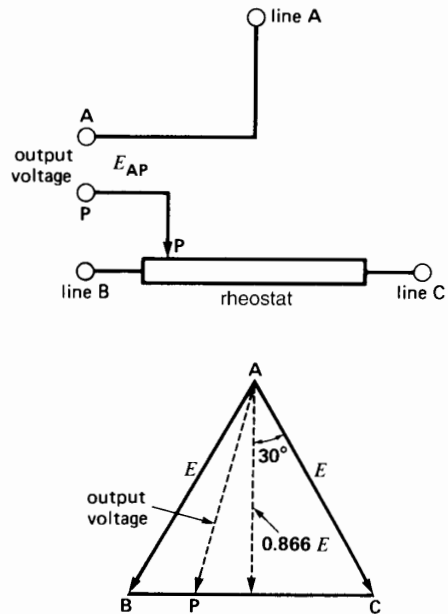 line A
A
output
voltage
E_AP
P
P
line B
rheostat
line C
A
E
30°
E
output
voltage
0.866 E
B
P
C